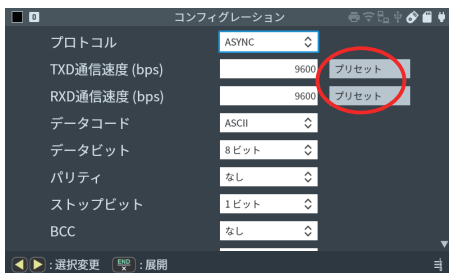 0 コンフィグレーション
プロトコル ASYNC
TXD通信速度 (bps) 9600 プリセット
RXD通信速度 (bps) 9600 プリセット
データコード ASCII
データビット 8ビット
パリティ なし
ストップビット 1ビット
BCC なし
:選択変更 END × :展開